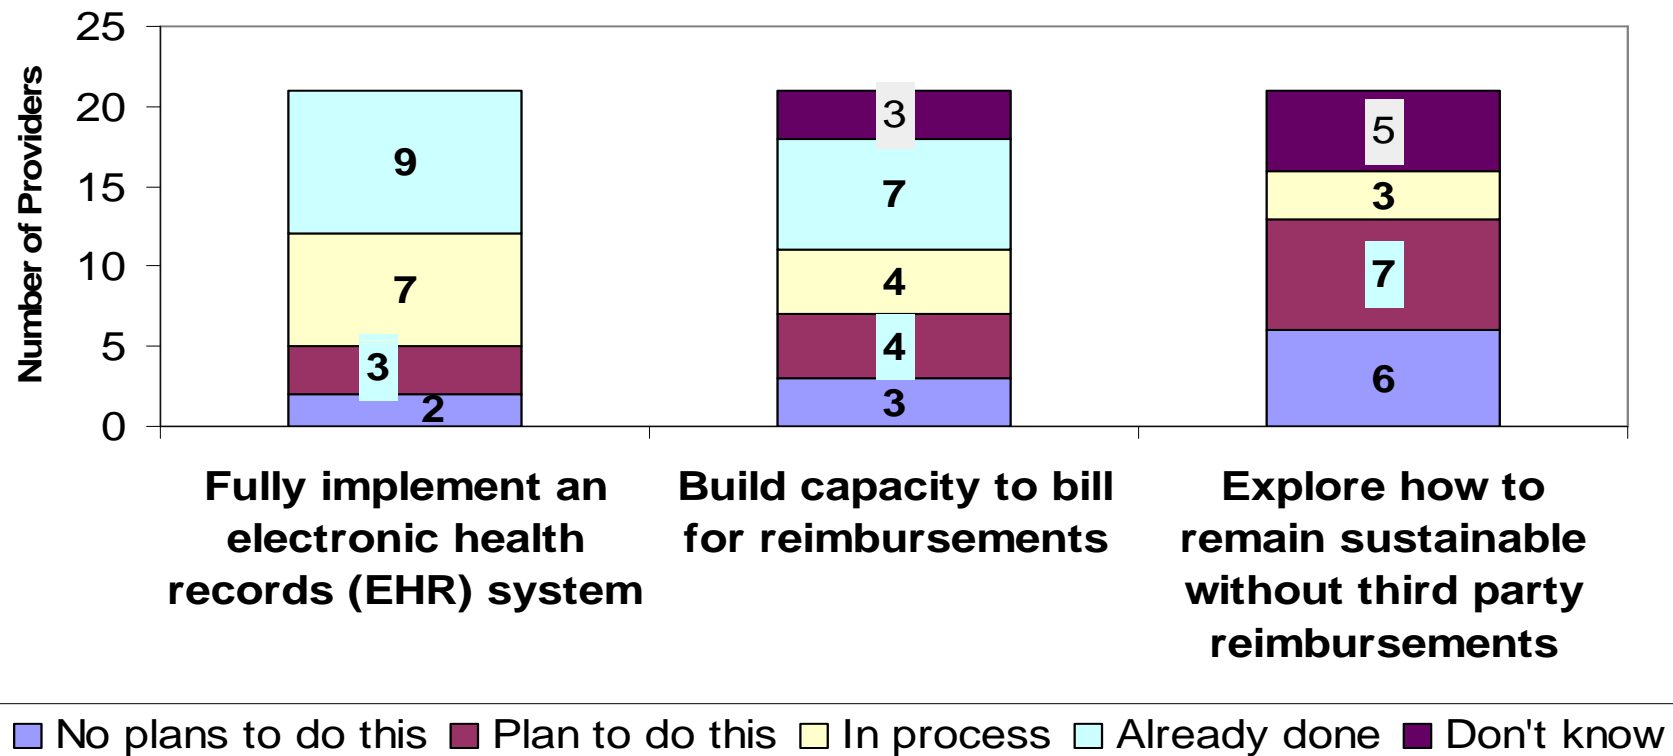 Number of Providers
25
20
15
10
5
0
9
7
3
2
3
7
4
4
3
5
3
7
6
Fully implement an
electronic health
records (EHR) system
Build capacity to bill
for reimbursements
Explore how to
remain sustainable
without third party
reimbursements
No plans to do this Plan to do this In process Already done Don't know